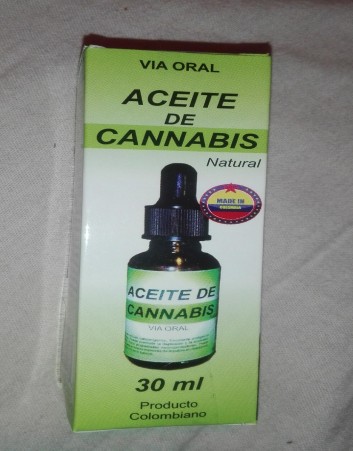 VIA ORAL
ACEITE
DE
CANNABIS
Natural
MADE IN
ACEITE DE
CANNABIS
VIA ORAL
30 ml
Producto
Colombiano